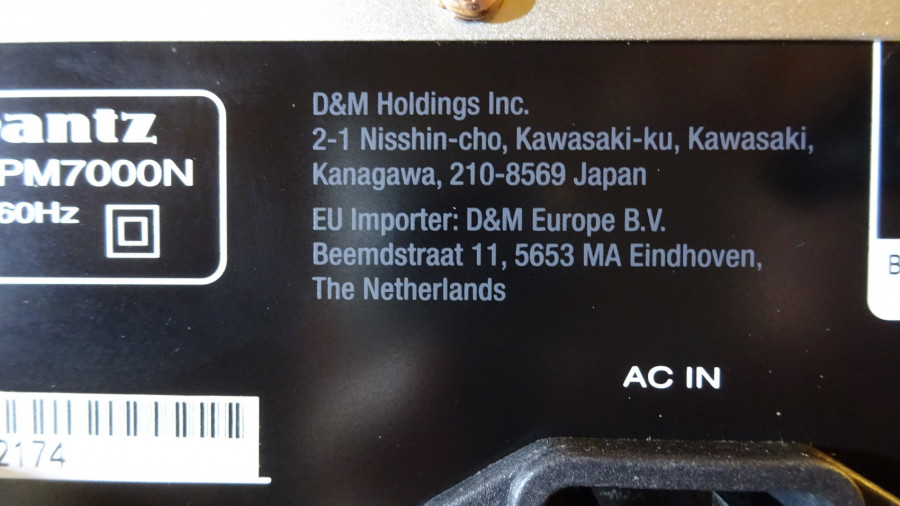 antz
PM7000N
60Hz
D&M Holdings Inc.
2-1 Nisshin-cho, Kawasaki-ku, Kawasaki,
Kanagawa, 210-8569 Japan
EU Importer: D&M Europe B.V.
Beemdstraat 11, 5653 MA Eindhoven,
The Netherlands
AC IN
2174
B